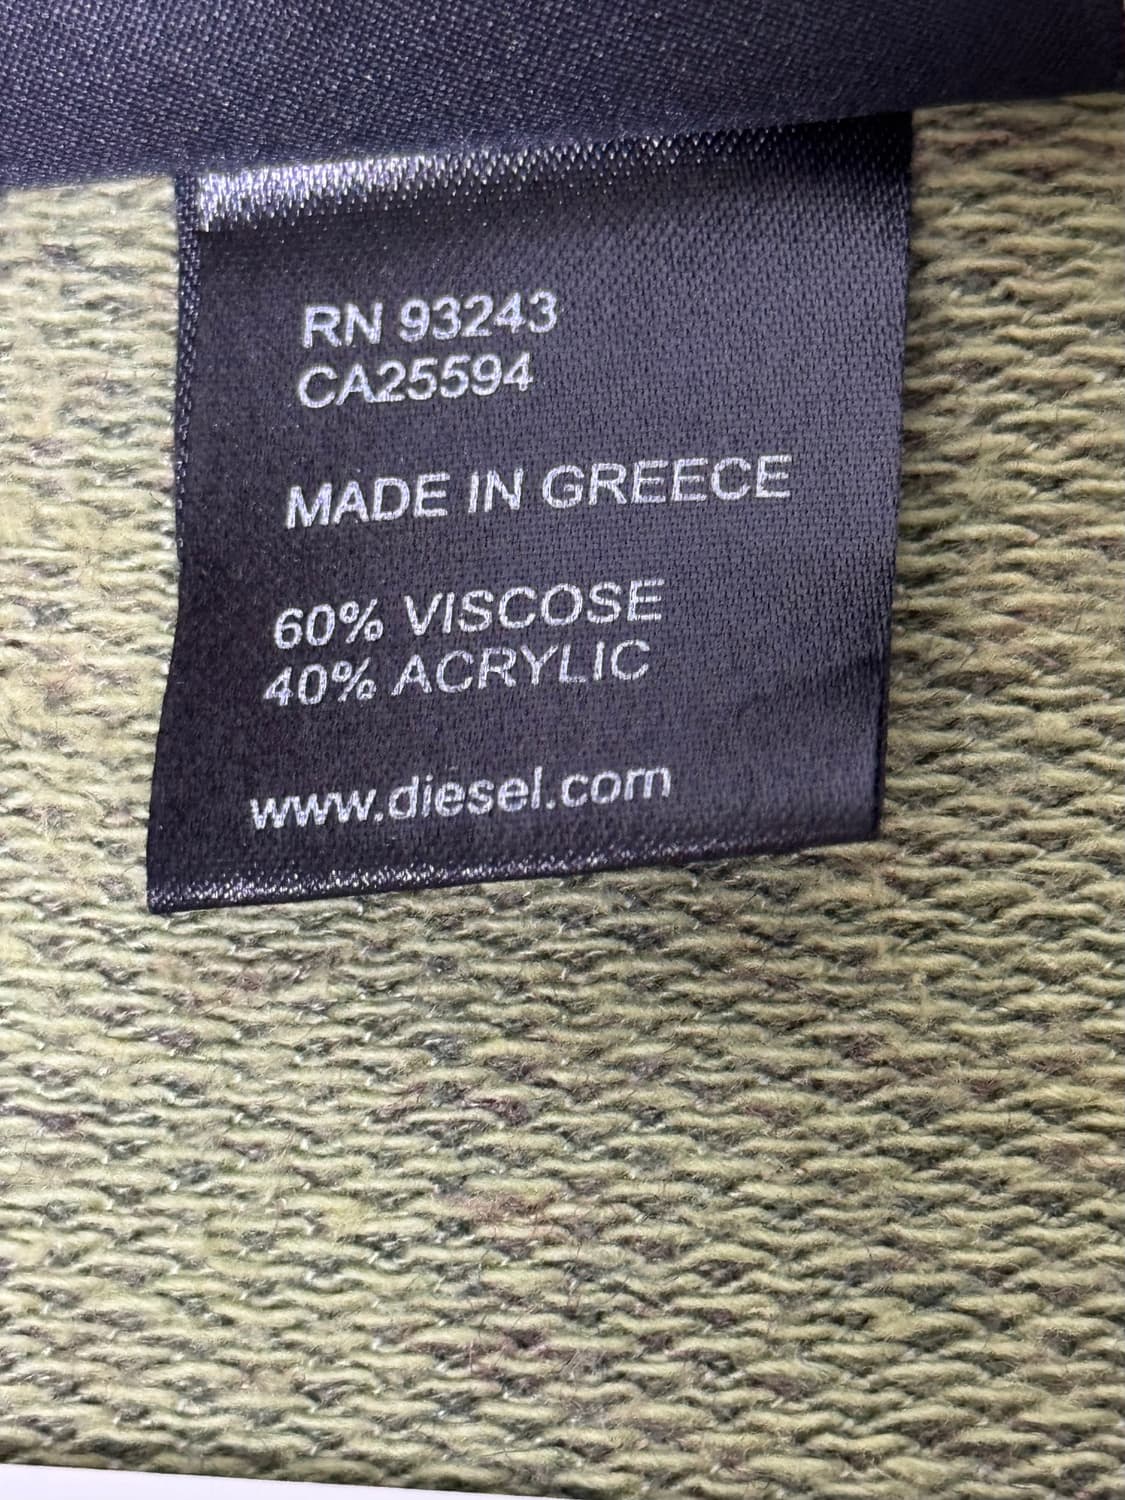 RN 93243
CA25594
MADE IN GREECE
60% VISCOSE
40% ACRYLIC
www.diesel.com